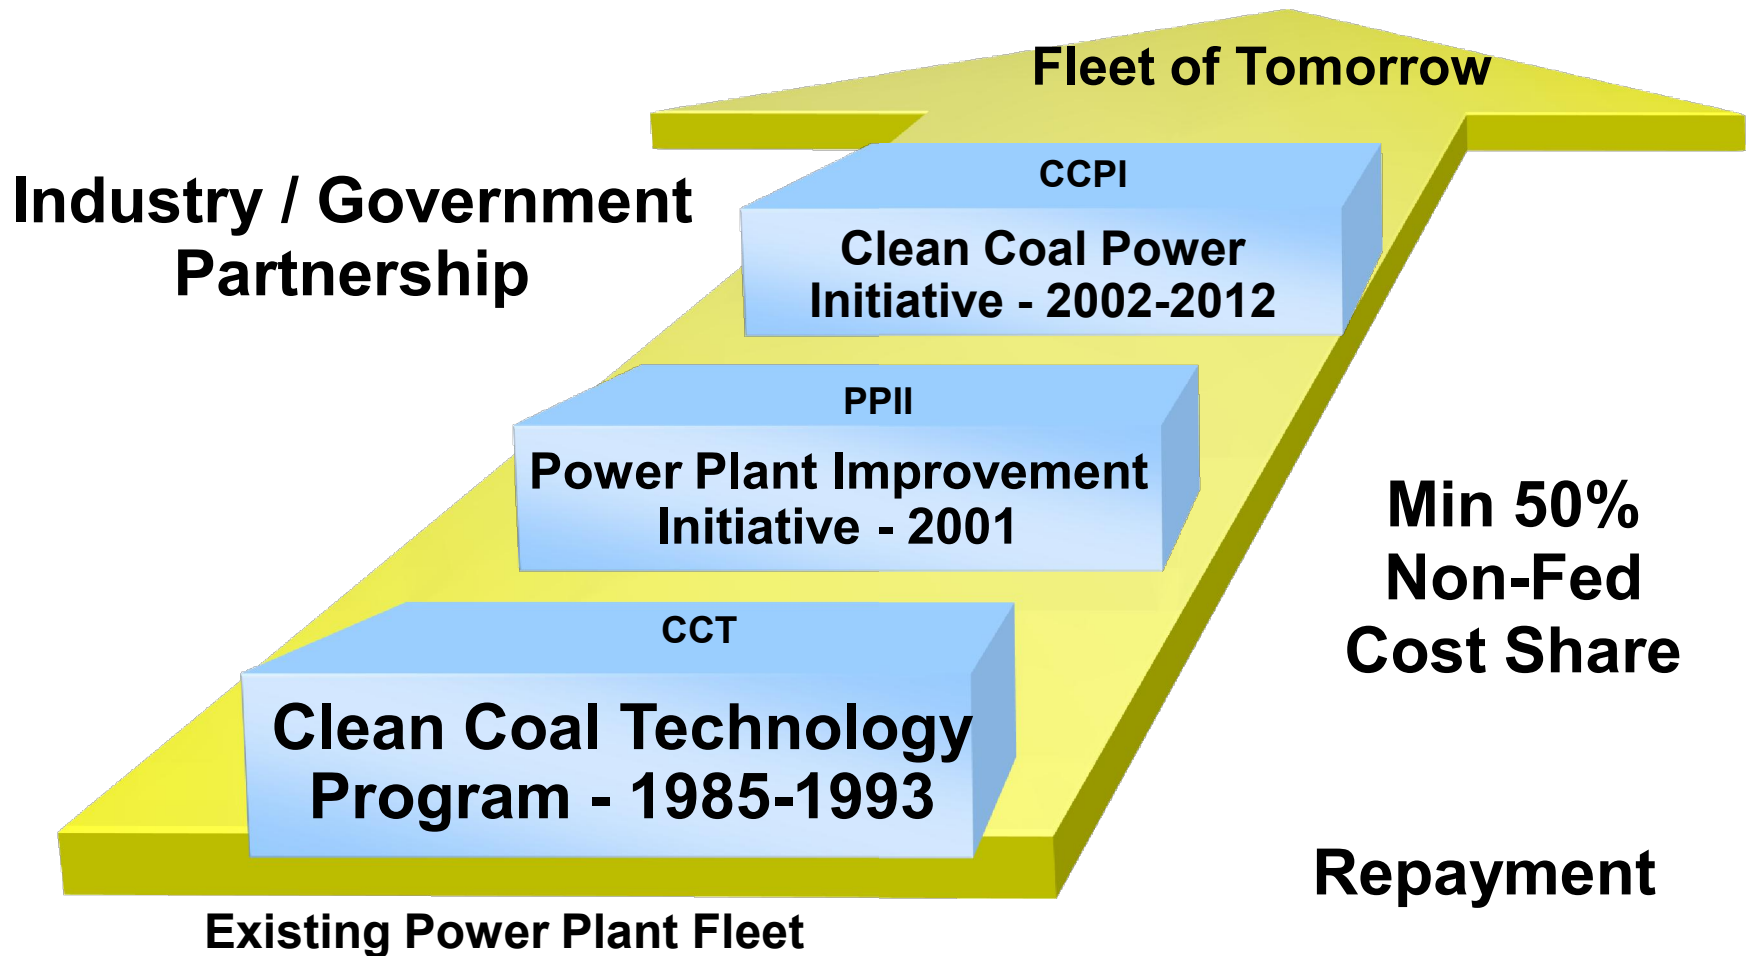 Fleet of Tomorrow
Industry / Government
Partnership
CCPI
Clean Coal Power
Initiative - 2002-2012
PPII
Power Plant Improvement
Initiative - 2001
Min 50%
Non-Fed
Cost Share
CCT
Clean Coal Technology
Program - 1985-1993
Repayment
Existing Power Plant Fleet